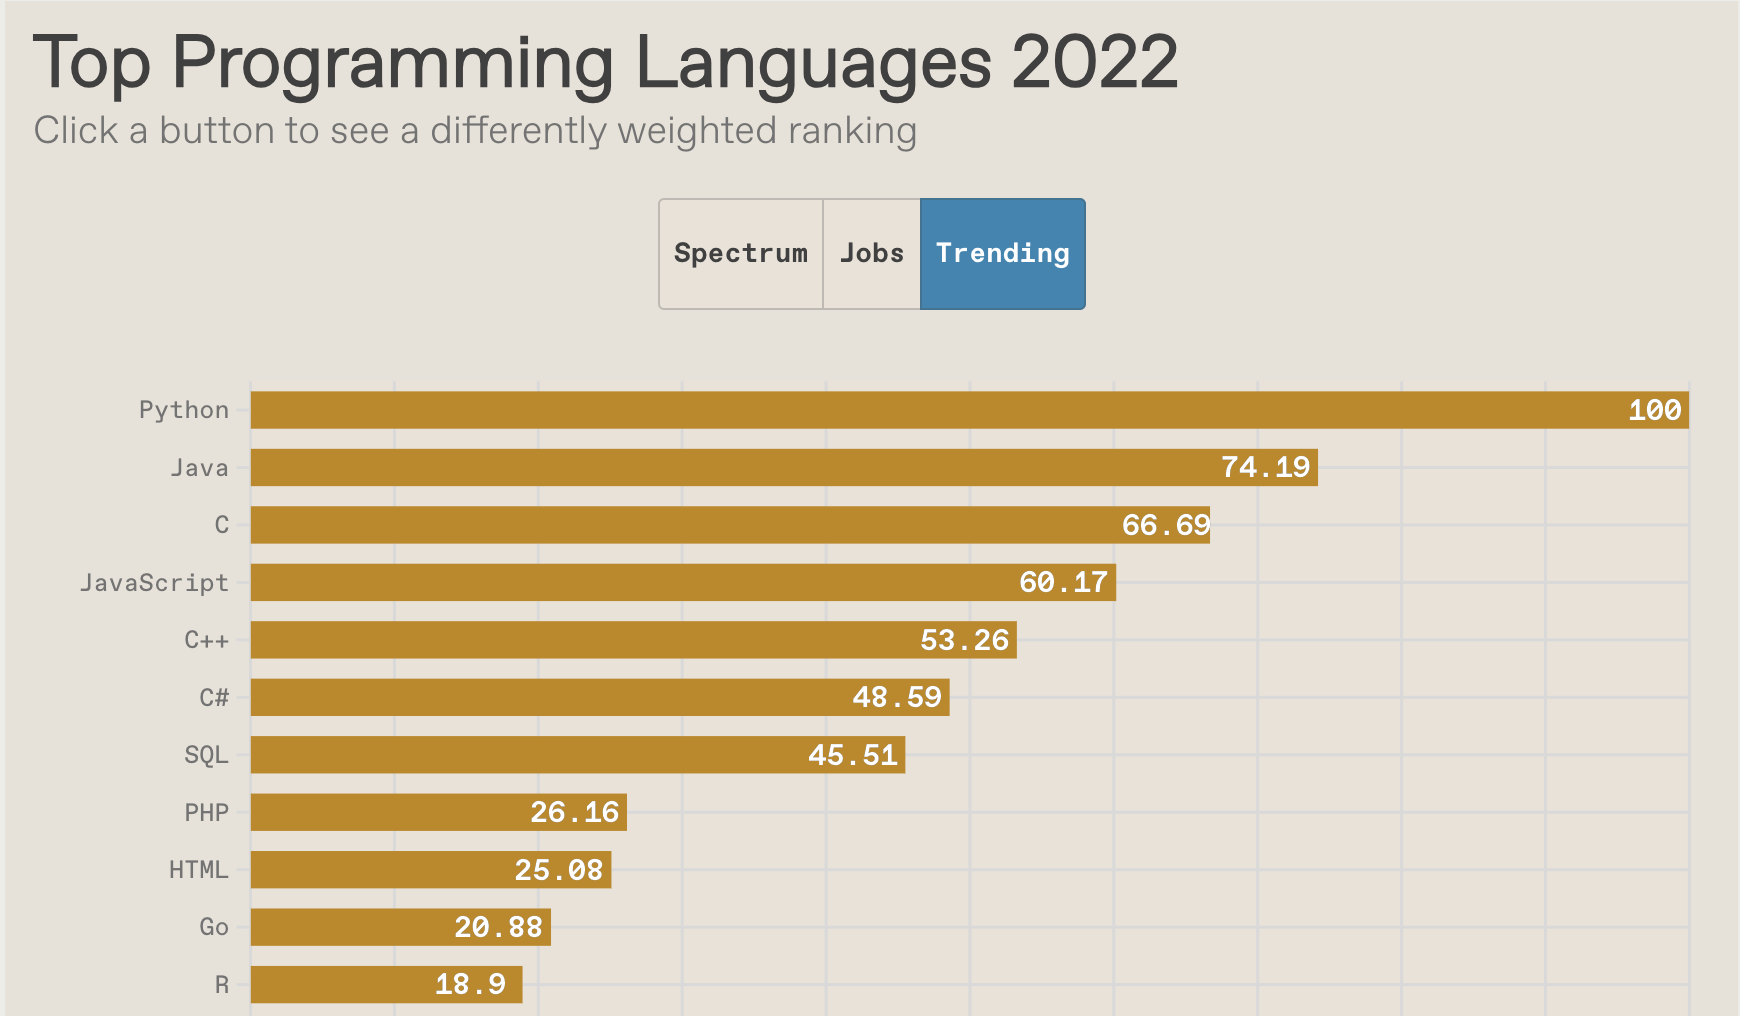 Top Programming Languages 2022
Click a button to see a differently weighted ranking
Spectrum Jobs Trending
Python 100
Java 74.19
C 66.69
JavaScript 60.17
C++ 53.26
C# 48.59
SQL 45.51
PHP 26.16
HTML 25.08
Go 20.88
R 18.9